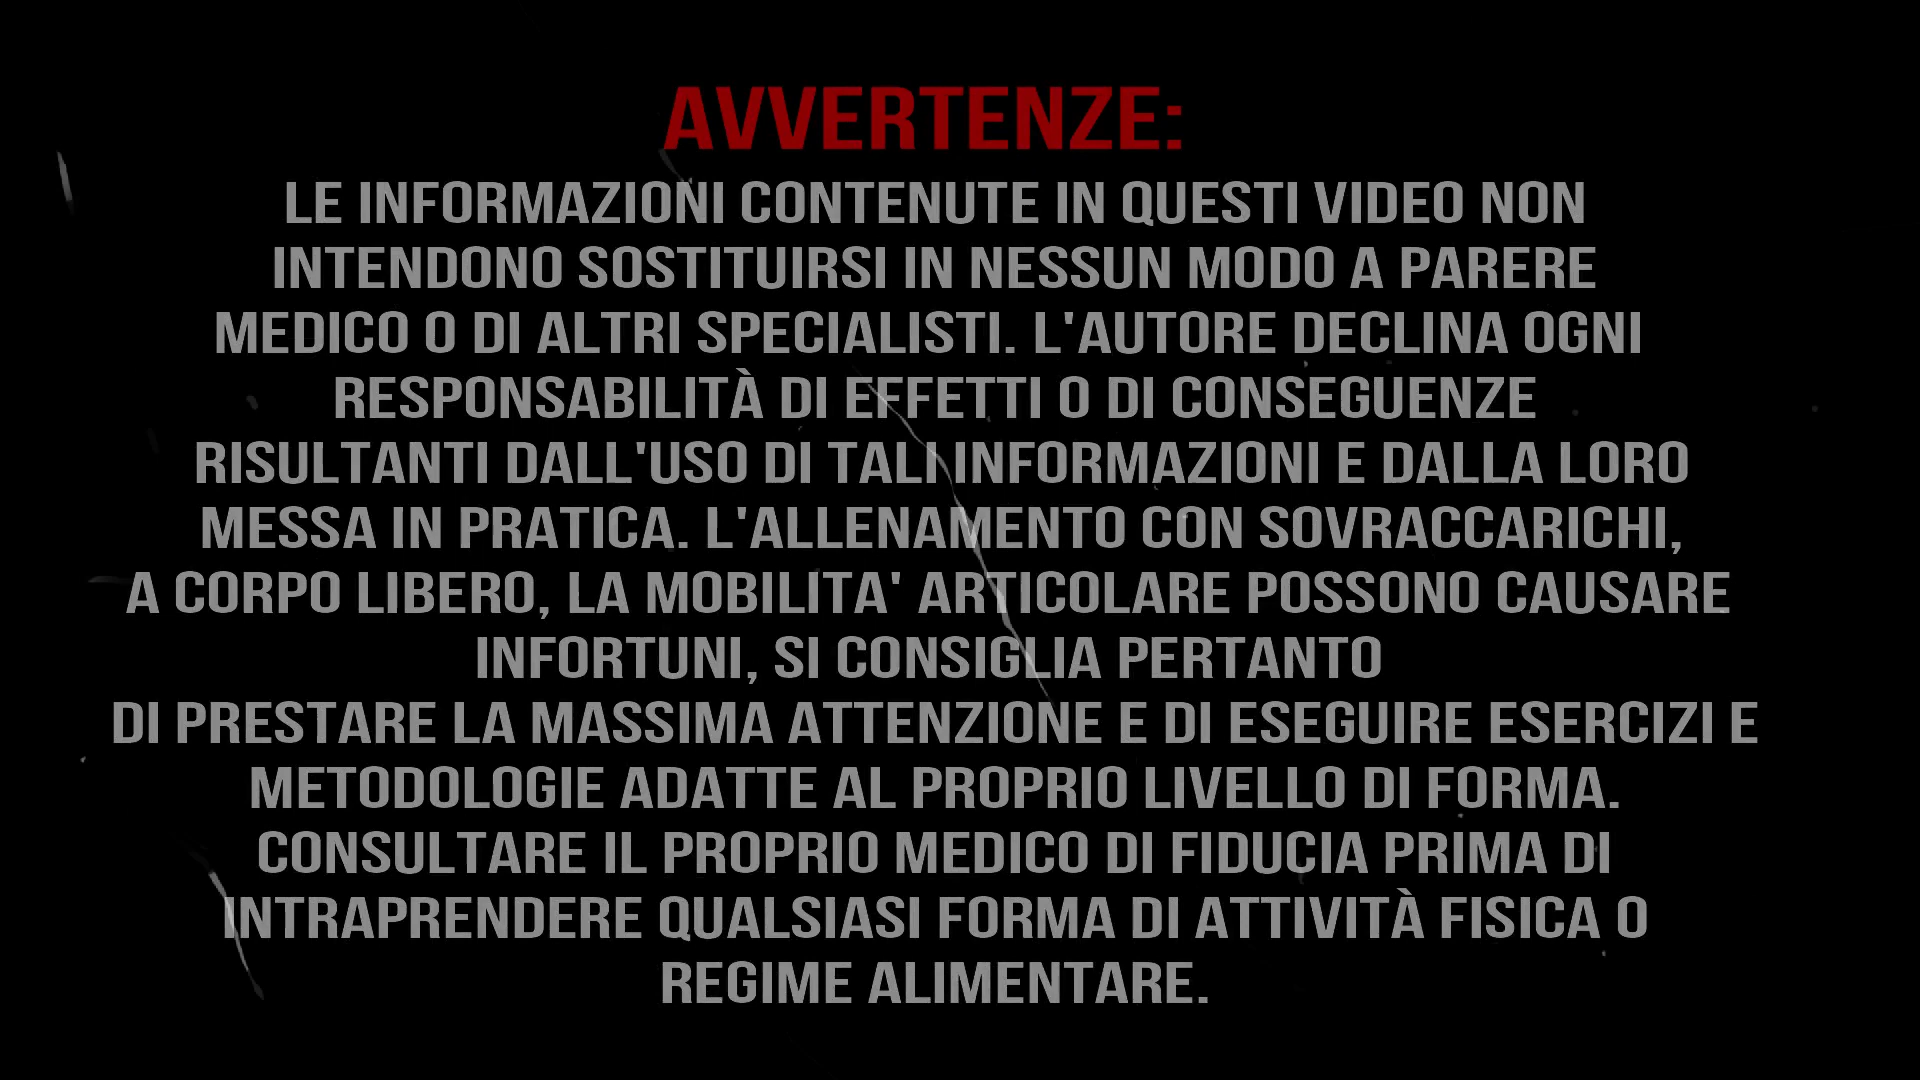 AVVERTENZE:
LE INFORMAZIONI CONTENUTE IN QUESTI VIDEO NON
INTENDONO SOSTITUIRSI IN NESSUN MODO A PARERE
MEDICO O DI ALTRI SPECIALISTI. L'AUTORE DECLINA OGNI
RESPONSABILITÀ DI EFFETTI O DI CONSEGUENZE
RISULTANTI DALL'USO DI TALI INFORMAZIONI E DALLA LORO
MESSA IN PRATICA. L'ALLENAMENTO CON SOVRACCARICHI,
A CORPO LIBERO, LA MOBILITA' ARTICOLARE POSSONO CAUSARE
INFORTUNI, SI CONSIGLIA PERTANTO
DI PRESTARE LA MASSIMA ATTENZIONE E DI ESEGUIRE ESERCIZI E
METODOLOGIE ADATTE AL PROPRIO LIVELLO DI FORMA.
CONSULTARE IL PROPRIO MEDICO DI FIDUCIA PRIMA DI
INTRAPRENDERE QUALSIASI FORMA DI ATTIVITÀ FISICA O
REGIME ALIMENTARE.